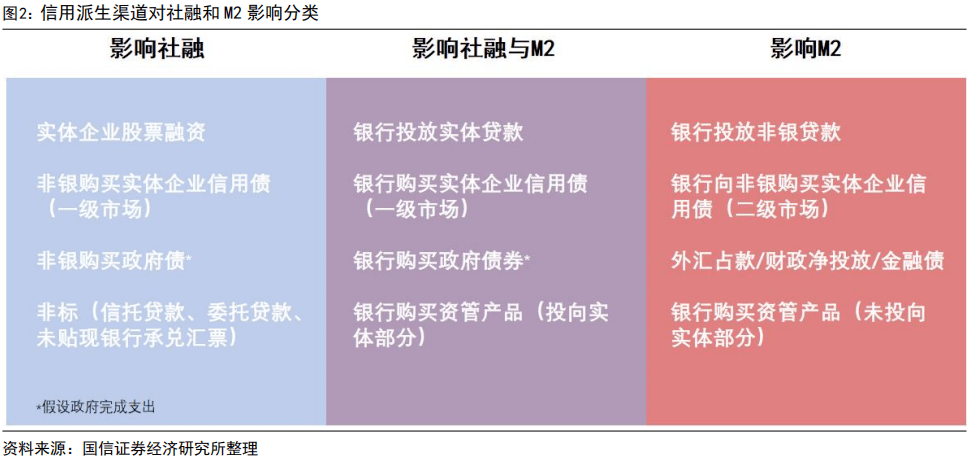 图2：信用派生渠道对社融和 M2 影响分类
影响社融
实体企业股票融资
非银购买实体企业信用债
（一级市场）
非银购买政府债*
非标（信托贷款、委托贷款、
未贴现银行承兑汇票）
*假设政府完成支出
影响社融与M2
银行投放实体贷款
银行购买实体企业信用债
（一级市场）
银行购买政府债券*
银行购买资管产品（投向实
体部分）
影响M2
银行投放非银贷款
银行向非银购买实体企业信
用债（二级市场）
外汇占款/财政净投放/金融债
银行购买资管产品（未投向
实体部分）
资料来源：国信证券经济研究所整理